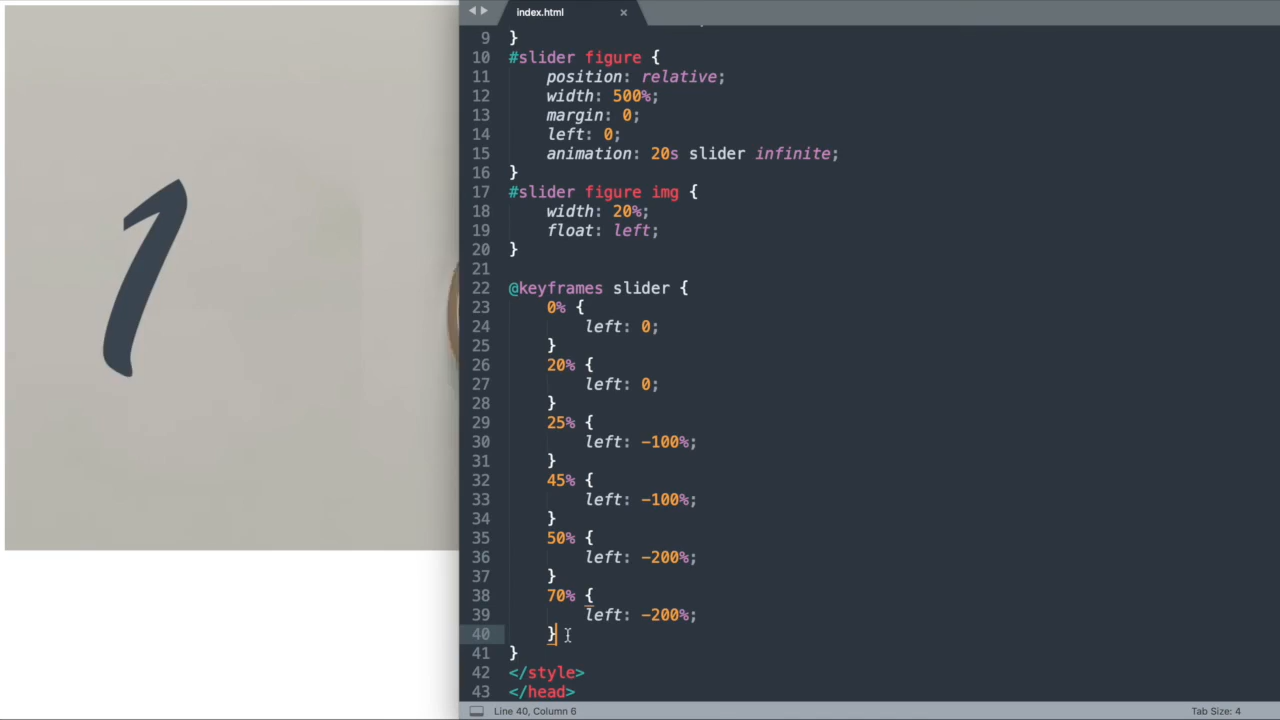 1
index.html ×
9 }
10 #slider figure {
11 position: relative;
12 width: 500%;
13 margin: 0;
14 left: 0;
15 animation: 20s slider infinite;
16 }
17 #slider figure img {
18 width: 20%;
19 float: left;
20 }
21
22 @keyframes slider {
23 0% {
24 left: 0;
25 }
26 20% {
27 left: 0;
28 }
29 25% {
30 left: -100%;
31 }
32 45% {
33 left: -100%;
34 }
35 50% {
36 left: -200%;
37 }
38 70% {
39 left: -200%;
40 }
41 }
42 </style>
43 </head>
Line 40, Column 6 Tab Size: 4